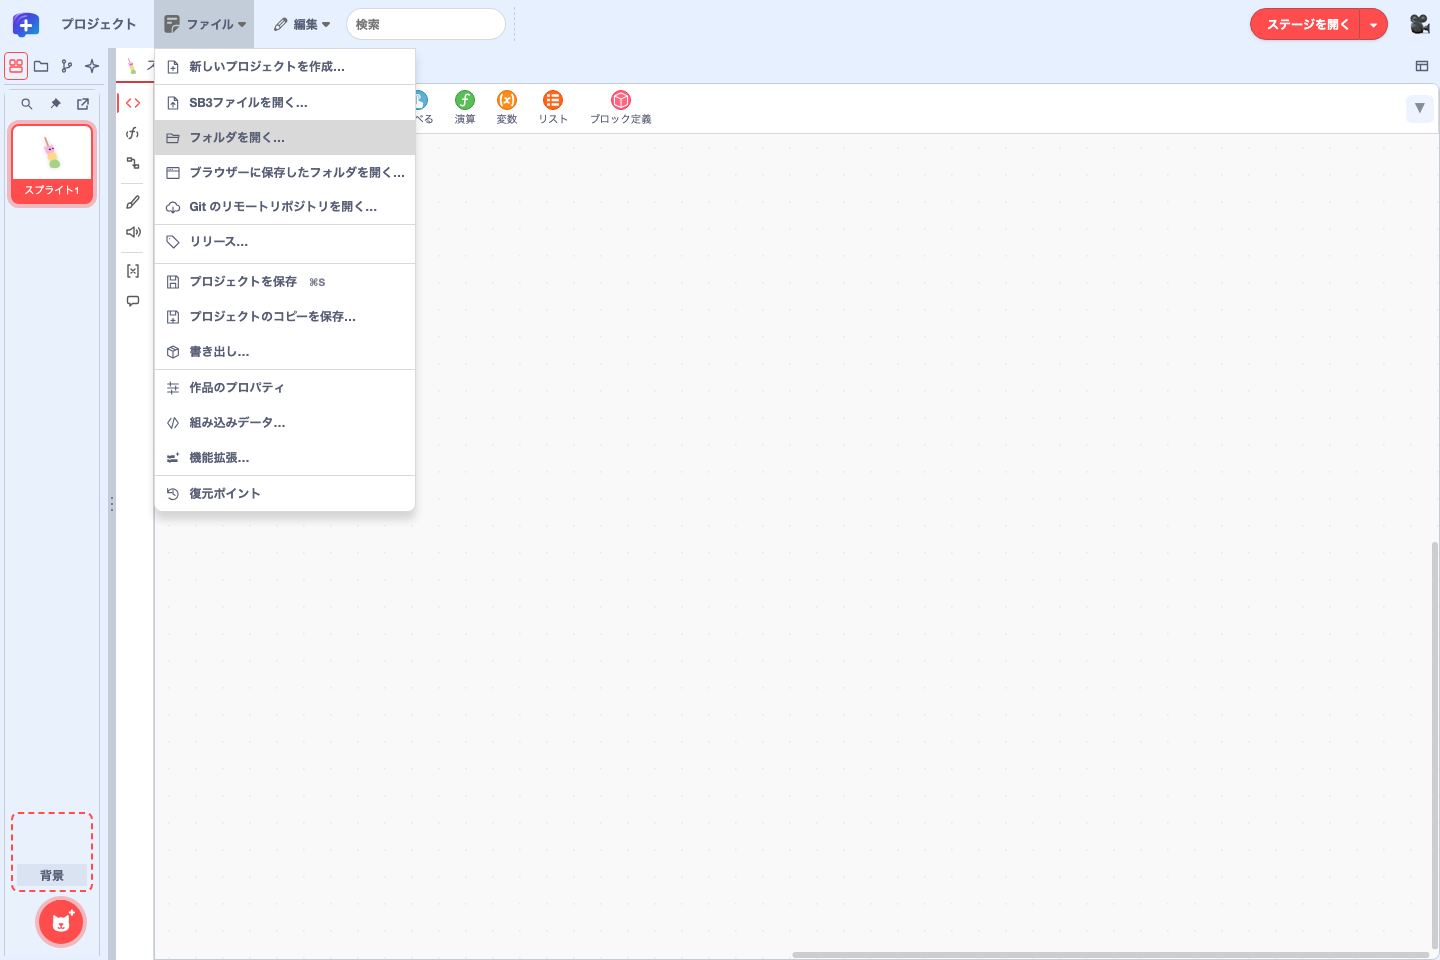 プロジェクト
ファイル
編集
検索
ステージを開く
新しいプロジェクトを作成...
SB3ファイルを開く...
フォルダを開く...
ブラウザーに保存したフォルダを開く...
Git のリモートリポジトリを開く...
リリース...
プロジェクトを保存 ⌘S
プロジェクトのコピーを保存...
書き出し...
作品のプロパティ
組み込みデータ...
機能拡張...
復元ポイント
べる
演算
変数
リスト
ブロック定義
スプライト1
背景